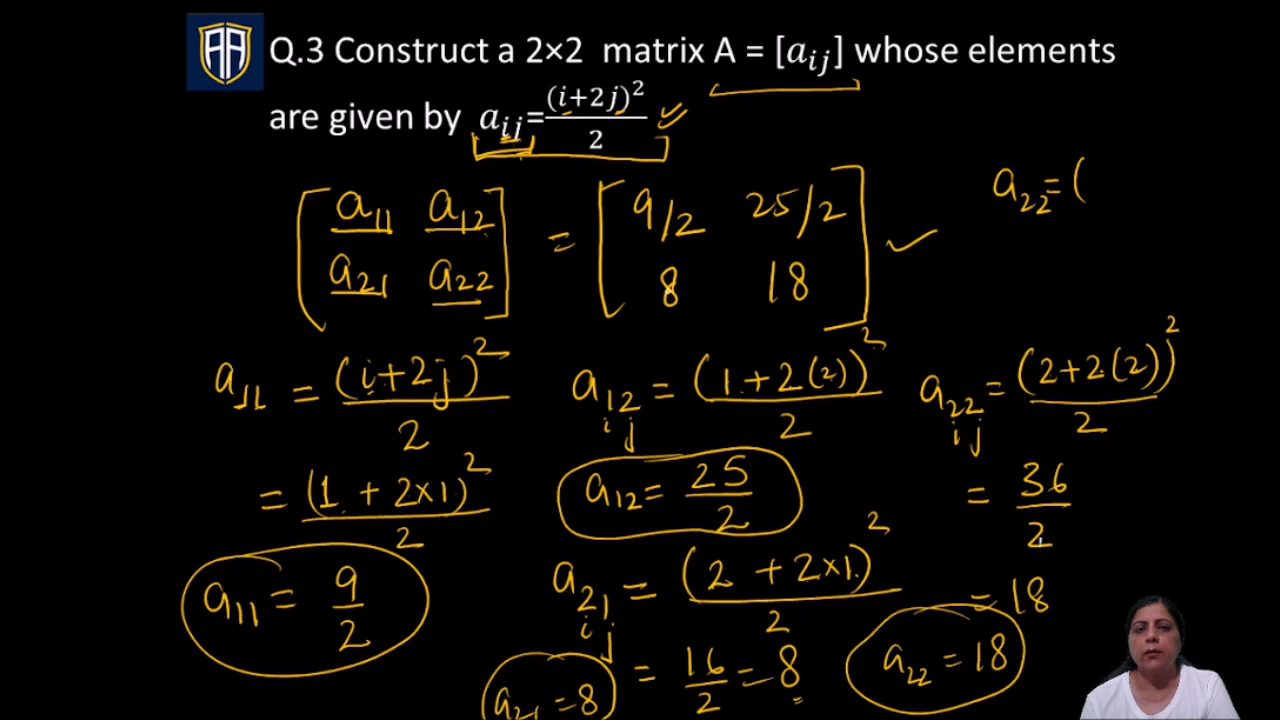 Q.3 Construct a 2×2 matrix A = [aᵢⱼ] whose elements
are given by aᵢⱼ=(i+2j)²/2
[a₁₁ a₁₂ a₂₁ a₂₂] = [9/2 25/2 8 18]
a₂₂=(
a₁₁ = (i+2j)²/2
= (1+2×1)²/2
a₁₁ = 9/2
a₁₂ = (1+2(2))²/2
i j
a₁₂ = 25/2
a₂₁ = (2+2×1)²/2
i j
= 16/2 = 8
a₂₁ = 8
a₂₂ = (2+2(2))²/2
i j
= 36/2
= 18
a₂₂ = 18